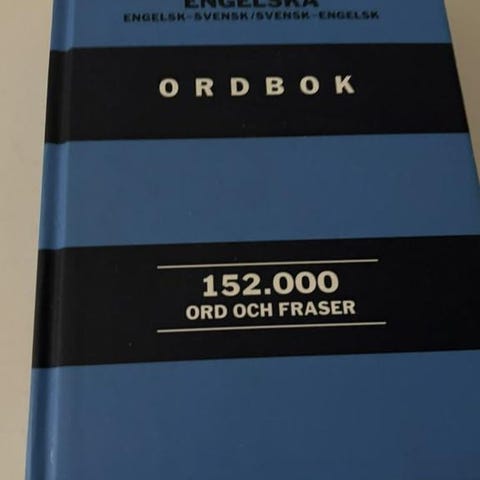 ENGELSKA
ENGELSK–SVENSK/SVENSK–ENGELSK
ORDBOK
152.000
ORD OCH FRASER